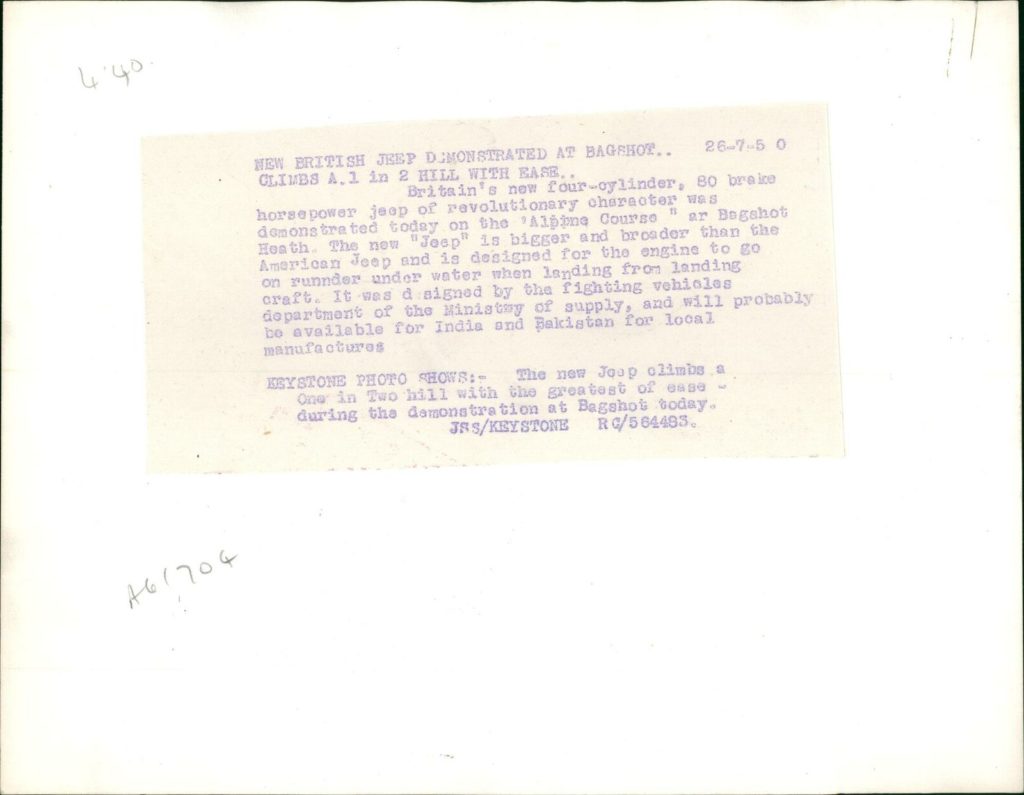 4.40
NEW BRITISH JEEP DEMONSTRATED AT BAGSHOT.. 26-7-5 0
CLIMBS A.1 in 2 HILL WITH EASE..
Britain's new four-cylinder, 80 brake
horsepower jeep of revolutionary character was
demonstrated today on the 'Alpine Course " ar Bagshot
Heath. The new "Jeep" is bigger and broader than the
American Jeep and is designed for the engine to go
on runnder under water when landing from landing
craft. It was d signed by the fighting vehicles
department of the Ministry of supply, and will probably
be available for India and Pakistan for local
manufactures
KEYSTONE PHOTO SHOWS:- The new Jeep climbs a
One in Two hill with the greatest of ease -
during the demonstration at Bagshot today.
JSS/KEYSTONE RC/564483.
A61704